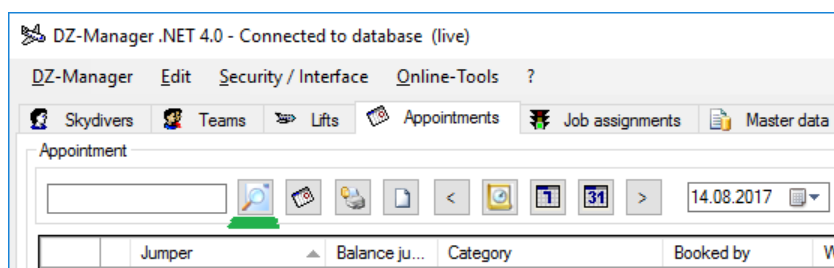 DZ-Manager .NET 4.0 - Connected to database (live)
DZ-Manager Edit Security / Interface Online-Tools ?
Skydivers Teams Lifts Appointments Job assignments Master data
Appointment
< 1 31 > 14.08.2017
Jumper Balance ju... Category Booked by W